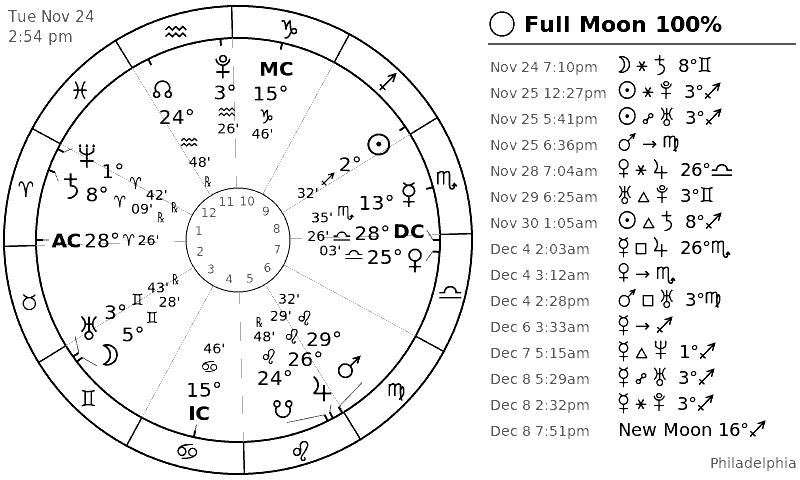 Tue Nov 24
2:54 pm
♒ ♑ ♐ ♏ ♎ ♍ ♌ ♋ ♊ ♉ ♈ ♓
♇ 3° ♒ 26'
MC 15° ♑ 46'
☊ 24° ♒ 48' ℞
☉ 2° ♐ 32'
☿ 13° ♏ 35'
DC 28° ♎ 26'
♀ 25° ♎ 03'
♂ 29° ♌ 32'
♃ 26° ♌ 29'
☋ 24° ♌ 48' ℞
IC 15° ♋ 46'
☽ 5° ♊ 28'
♅ 3° ♊ 43' ℞
AC 28° ♈ 26'
♄ 8° ♈ 09' ℞
♆ 1° ♈ 42' ℞
1 2 3 4 5 6 7 8 9 10 11 12
Full Moon 100%
Nov 24 7:10pm ☽ ⚹ ♄ 8°♊
Nov 25 12:27pm ☉ ⚹ ♇ 3°♐
Nov 25 5:41pm ☉ ☍ ♅ 3°♐
Nov 25 6:36pm ♂ → ♍
Nov 28 7:04am ♀ ⚹ ♃ 26°♎
Nov 29 6:25am ♅ △ ♇ 3°♊
Nov 30 1:05am ☉ △ ♄ 8°♐
Dec 4 2:03am ☿ □ ♃ 26°♏
Dec 4 3:12am ♀ → ♏
Dec 4 2:28pm ♂ □ ♅ 3°♍
Dec 6 3:33am ☿ → ♐
Dec 7 5:15am ☿ △ ♆ 1°♐
Dec 8 5:29am ☿ ☍ ♅ 3°♐
Dec 8 2:32pm ☿ ⚹ ♇ 3°♐
Dec 8 7:51pm New Moon 16°♐
Philadelphia